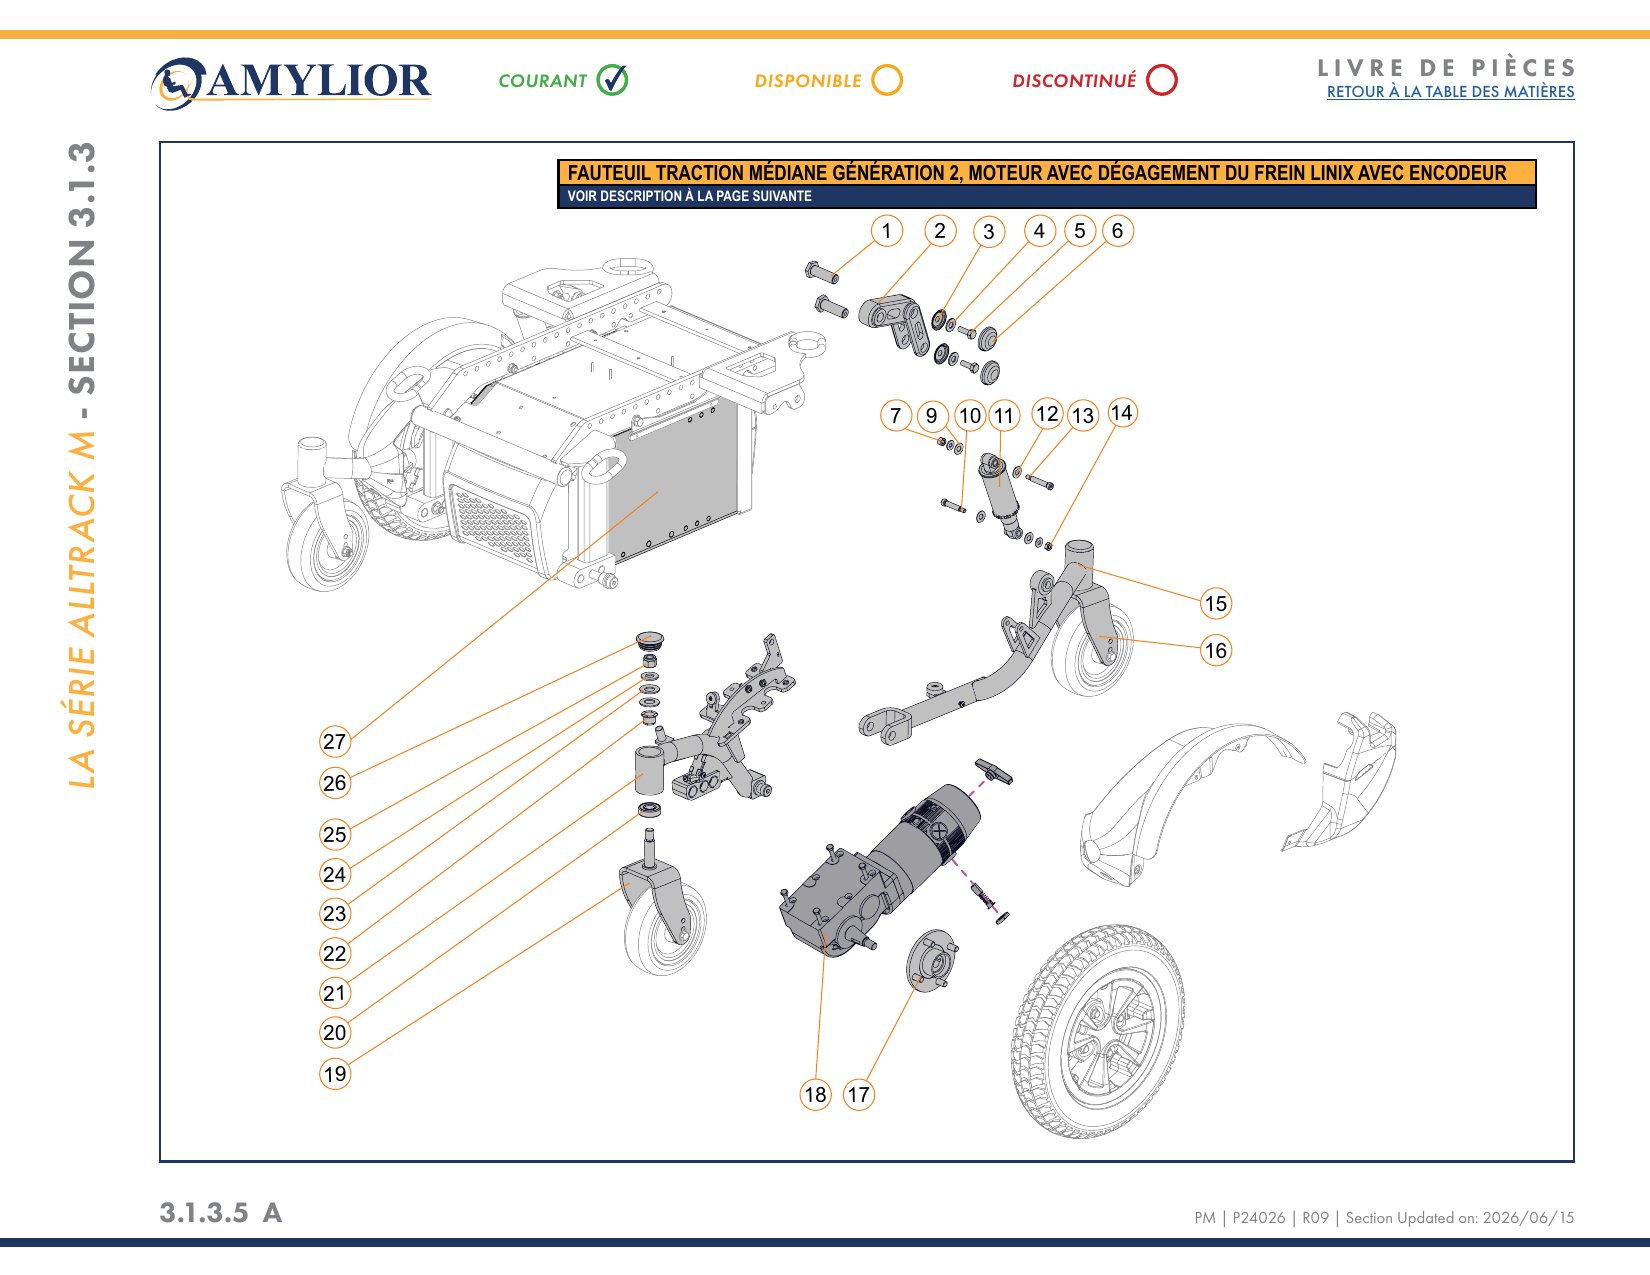 AMYLIOR
COURANT
DISPONIBLE
DISCONTINUÉ
LIVRE DE PIÈCES
RETOUR À LA TABLE DES MATIÈRES
LA SÉRIE ALLTRACK M - SECTION 3.1.3
FAUTEUIL TRACTION MÉDIANE GÉNÉRATION 2, MOTEUR AVEC DÉGAGEMENT DU FREIN LINIX AVEC ENCODEUR
VOIR DESCRIPTION À LA PAGE SUIVANTE
1 2 3 4 5 6
7 9 10 11 12 13 14
15
16
27
26
25
24
23
22
21
20
19
18 17
3.1.3.5 A
PM | P24026 | R09 | Section Updated on: 2026/06/15